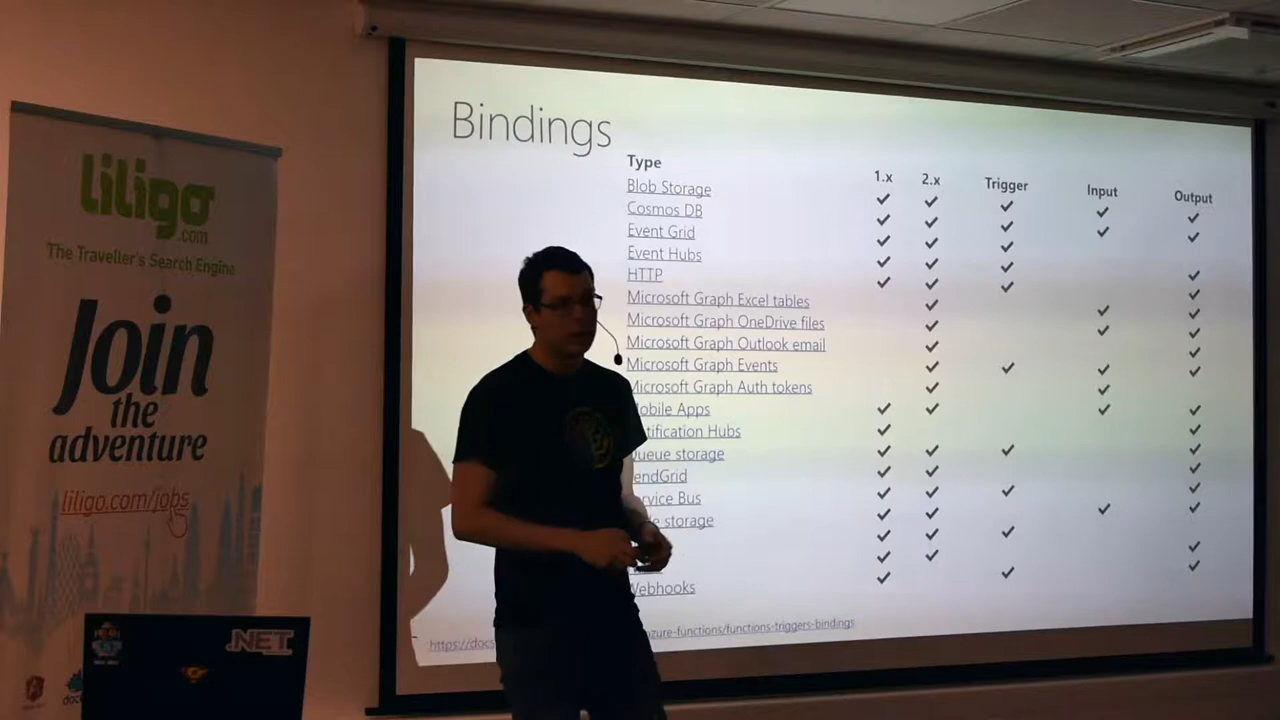 liligo
.com
The Traveller's Search Engine
Join
the
adventure
liligo.com/jobs
.NET
Bindings
Type 1.x 2.x Trigger Input Output
Blob Storage ✓ ✓ ✓ ✓ ✓
Cosmos DB ✓ ✓ ✓ ✓ ✓
Event Grid ✓ ✓ ✓
Event Hubs ✓ ✓ ✓ ✓
HTTP ✓ ✓ ✓ ✓
Microsoft Graph Excel tables ✓ ✓ ✓
Microsoft Graph OneDrive files ✓ ✓ ✓
Microsoft Graph Outlook email ✓ ✓
Microsoft Graph Events ✓ ✓ ✓ ✓
Microsoft Graph Auth tokens ✓ ✓
obile Apps ✓ ✓ ✓ ✓
tification Hubs ✓ ✓
Queue storage ✓ ✓ ✓ ✓
endGrid ✓ ✓ ✓
rvice Bus ✓ ✓ ✓ ✓
e storage ✓ ✓ ✓ ✓
Webhooks ✓ ✓
https://docs
azure-functions/functions-triggers-bindings